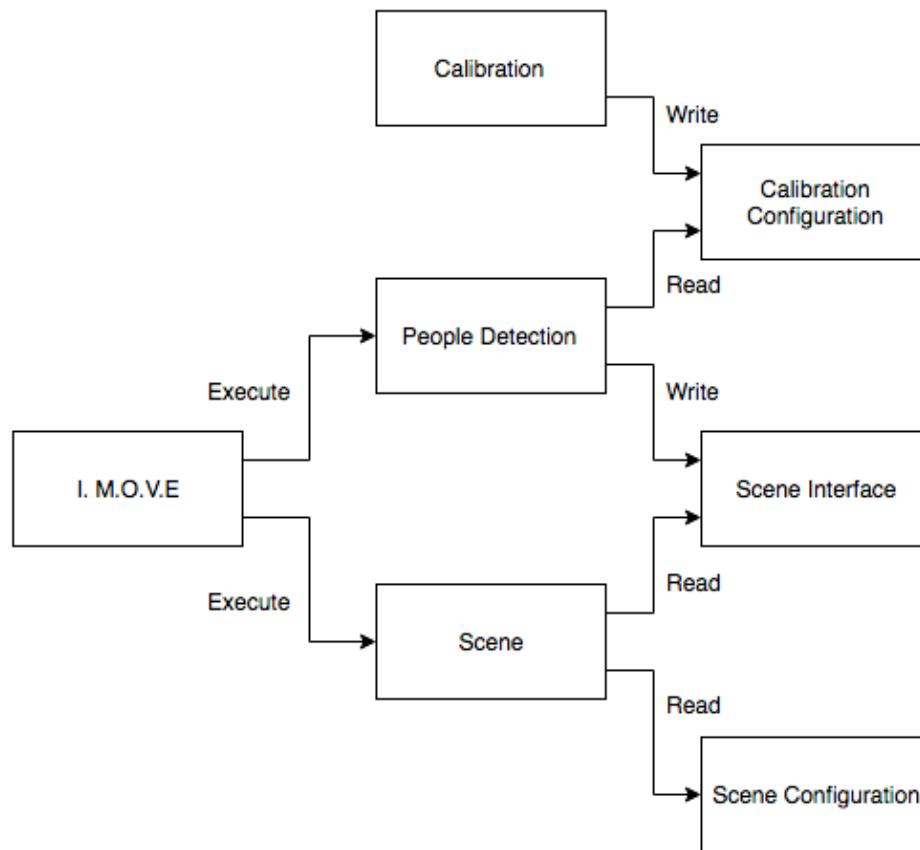 Calibration
Write
Calibration
Configuration
Read
People Detection
Execute
Write
I. M.O.V.E
Scene Interface
Execute
Read
Scene
Read
Scene Configuration